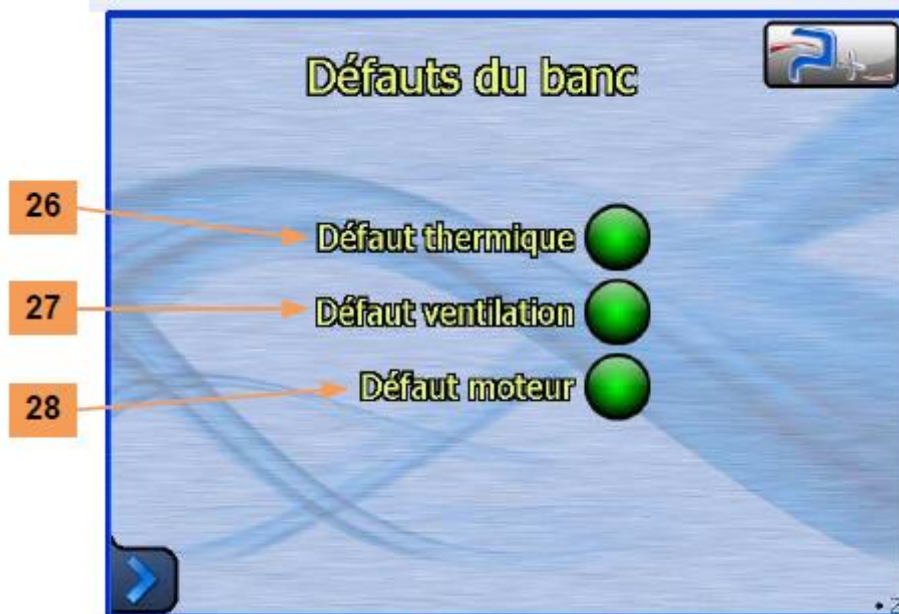 Défauts du banc
26
Défaut thermique
27
Défaut ventilation
28
Défaut moteur